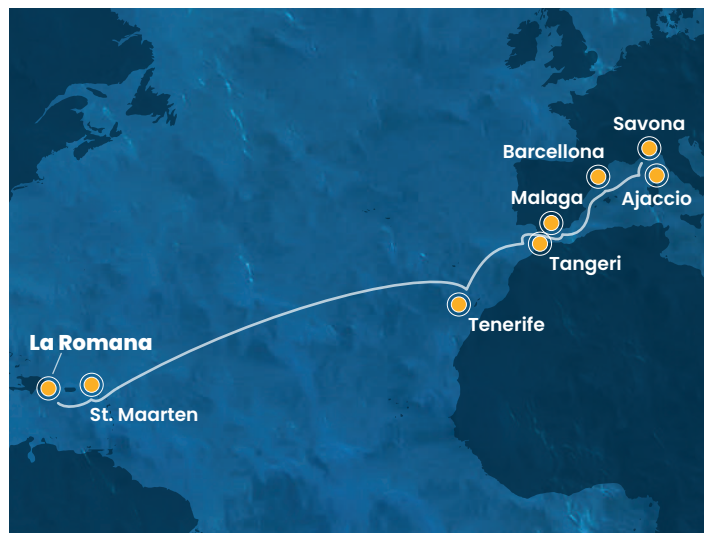 Savona
Barcellona
Ajaccio
Malaga
Tangeri
Tenerife
La Romana
St. Maarten